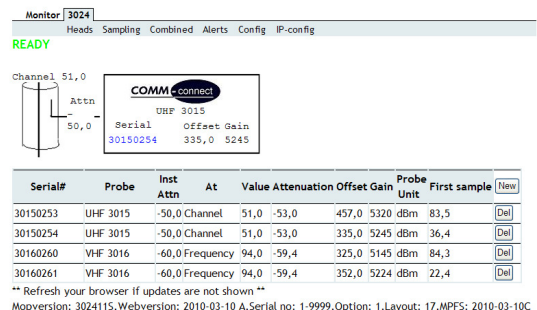 Monitor 3024
Heads Sampling Combined Alerts Config IP-config
READY
Channel 51,0
Attn
-
50,0
COMM-connect
UHF 3015
Serial Offset Gain
30150254 335,0 5245
Serial# Probe Inst Attn At Value Attenuation Offset Gain Probe Unit First sample New
30150253 UHF 3015 -50,0 Channel 51,0 -53,0 457,0 5320 dBm 83,5 Del
30150254 UHF 3015 -50,0 Channel 51,0 -53,0 335,0 5245 dBm 36,4 Del
30160260 VHF 3016 -60,0 Frequency 94,0 -59,4 325,0 5145 dBm 84,3 Del
30160261 VHF 3016 -60,0 Frequency 94,0 -59,4 352,0 5224 dBm 22,4 Del
** Refresh your browser if updates are not shown **
Mopversion: 302411S.Webversion: 2010-03-10 A.Serial no: 1-9999.Option: 1.Layout: 17.MPFS: 2010-03-10C